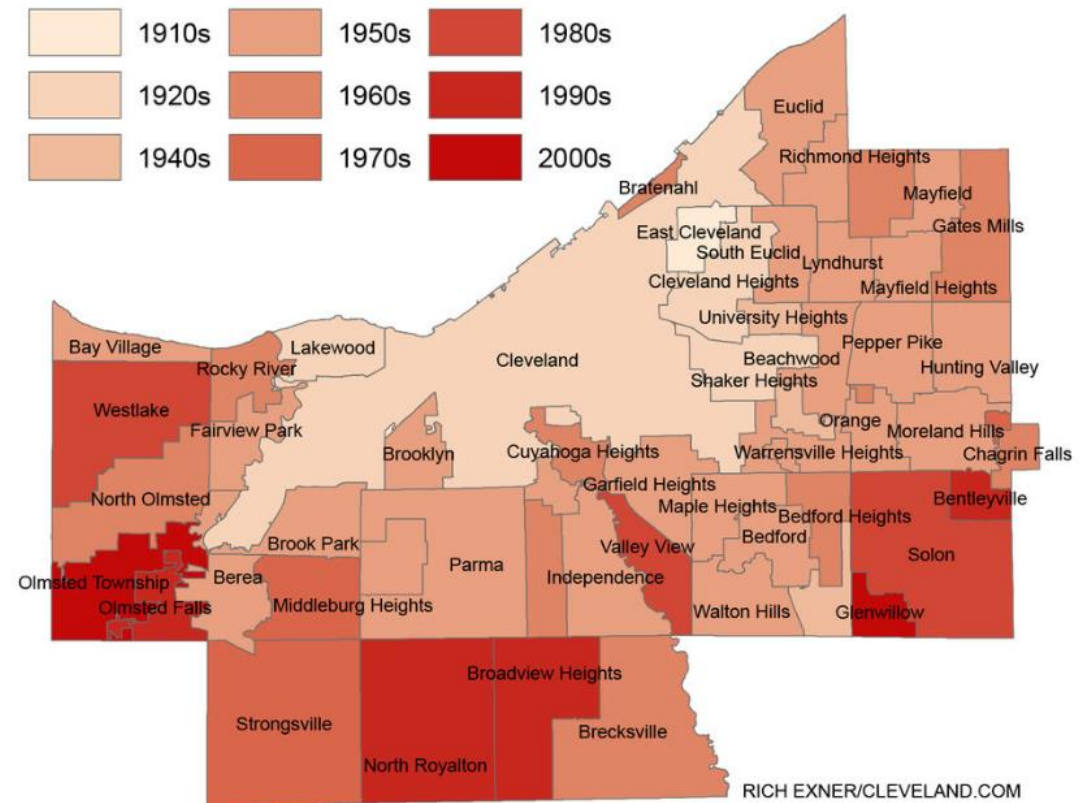 1910s
1950s
1980s
1920s
1960s
1990s
1940s
1970s
2000s
Euclid
Richmond Heights
Bratenahl
Mayfield
Gates Mills
East Cleveland
South Euclid
Lyndhurst
Cleveland Heights
Mayfield Heights
University Heights
Bay Village
Lakewood
Cleveland
Beachwood
Pepper Pike
Hunting Valley
Rocky River
Shaker Heights
Westlake
Fairview Park
Orange
Moreland Hills
Brooklyn
Cuyahoga Heights
Warrensville Heights
Chagrin Falls
North Olmsted
Garfield Heights
Maple Heights
Bentleyville
Bedford Heights
Brook Park
Bedford
Valley View
Solon
Parma
Olmsted Township
Berea
Independence
Olmsted Falls
Middleburg Heights
Walton Hills
Glenwillow
Broadview Heights
Strongsville
Brecksville
North Royalton
RICH EXNER/CLEVELAND.COM